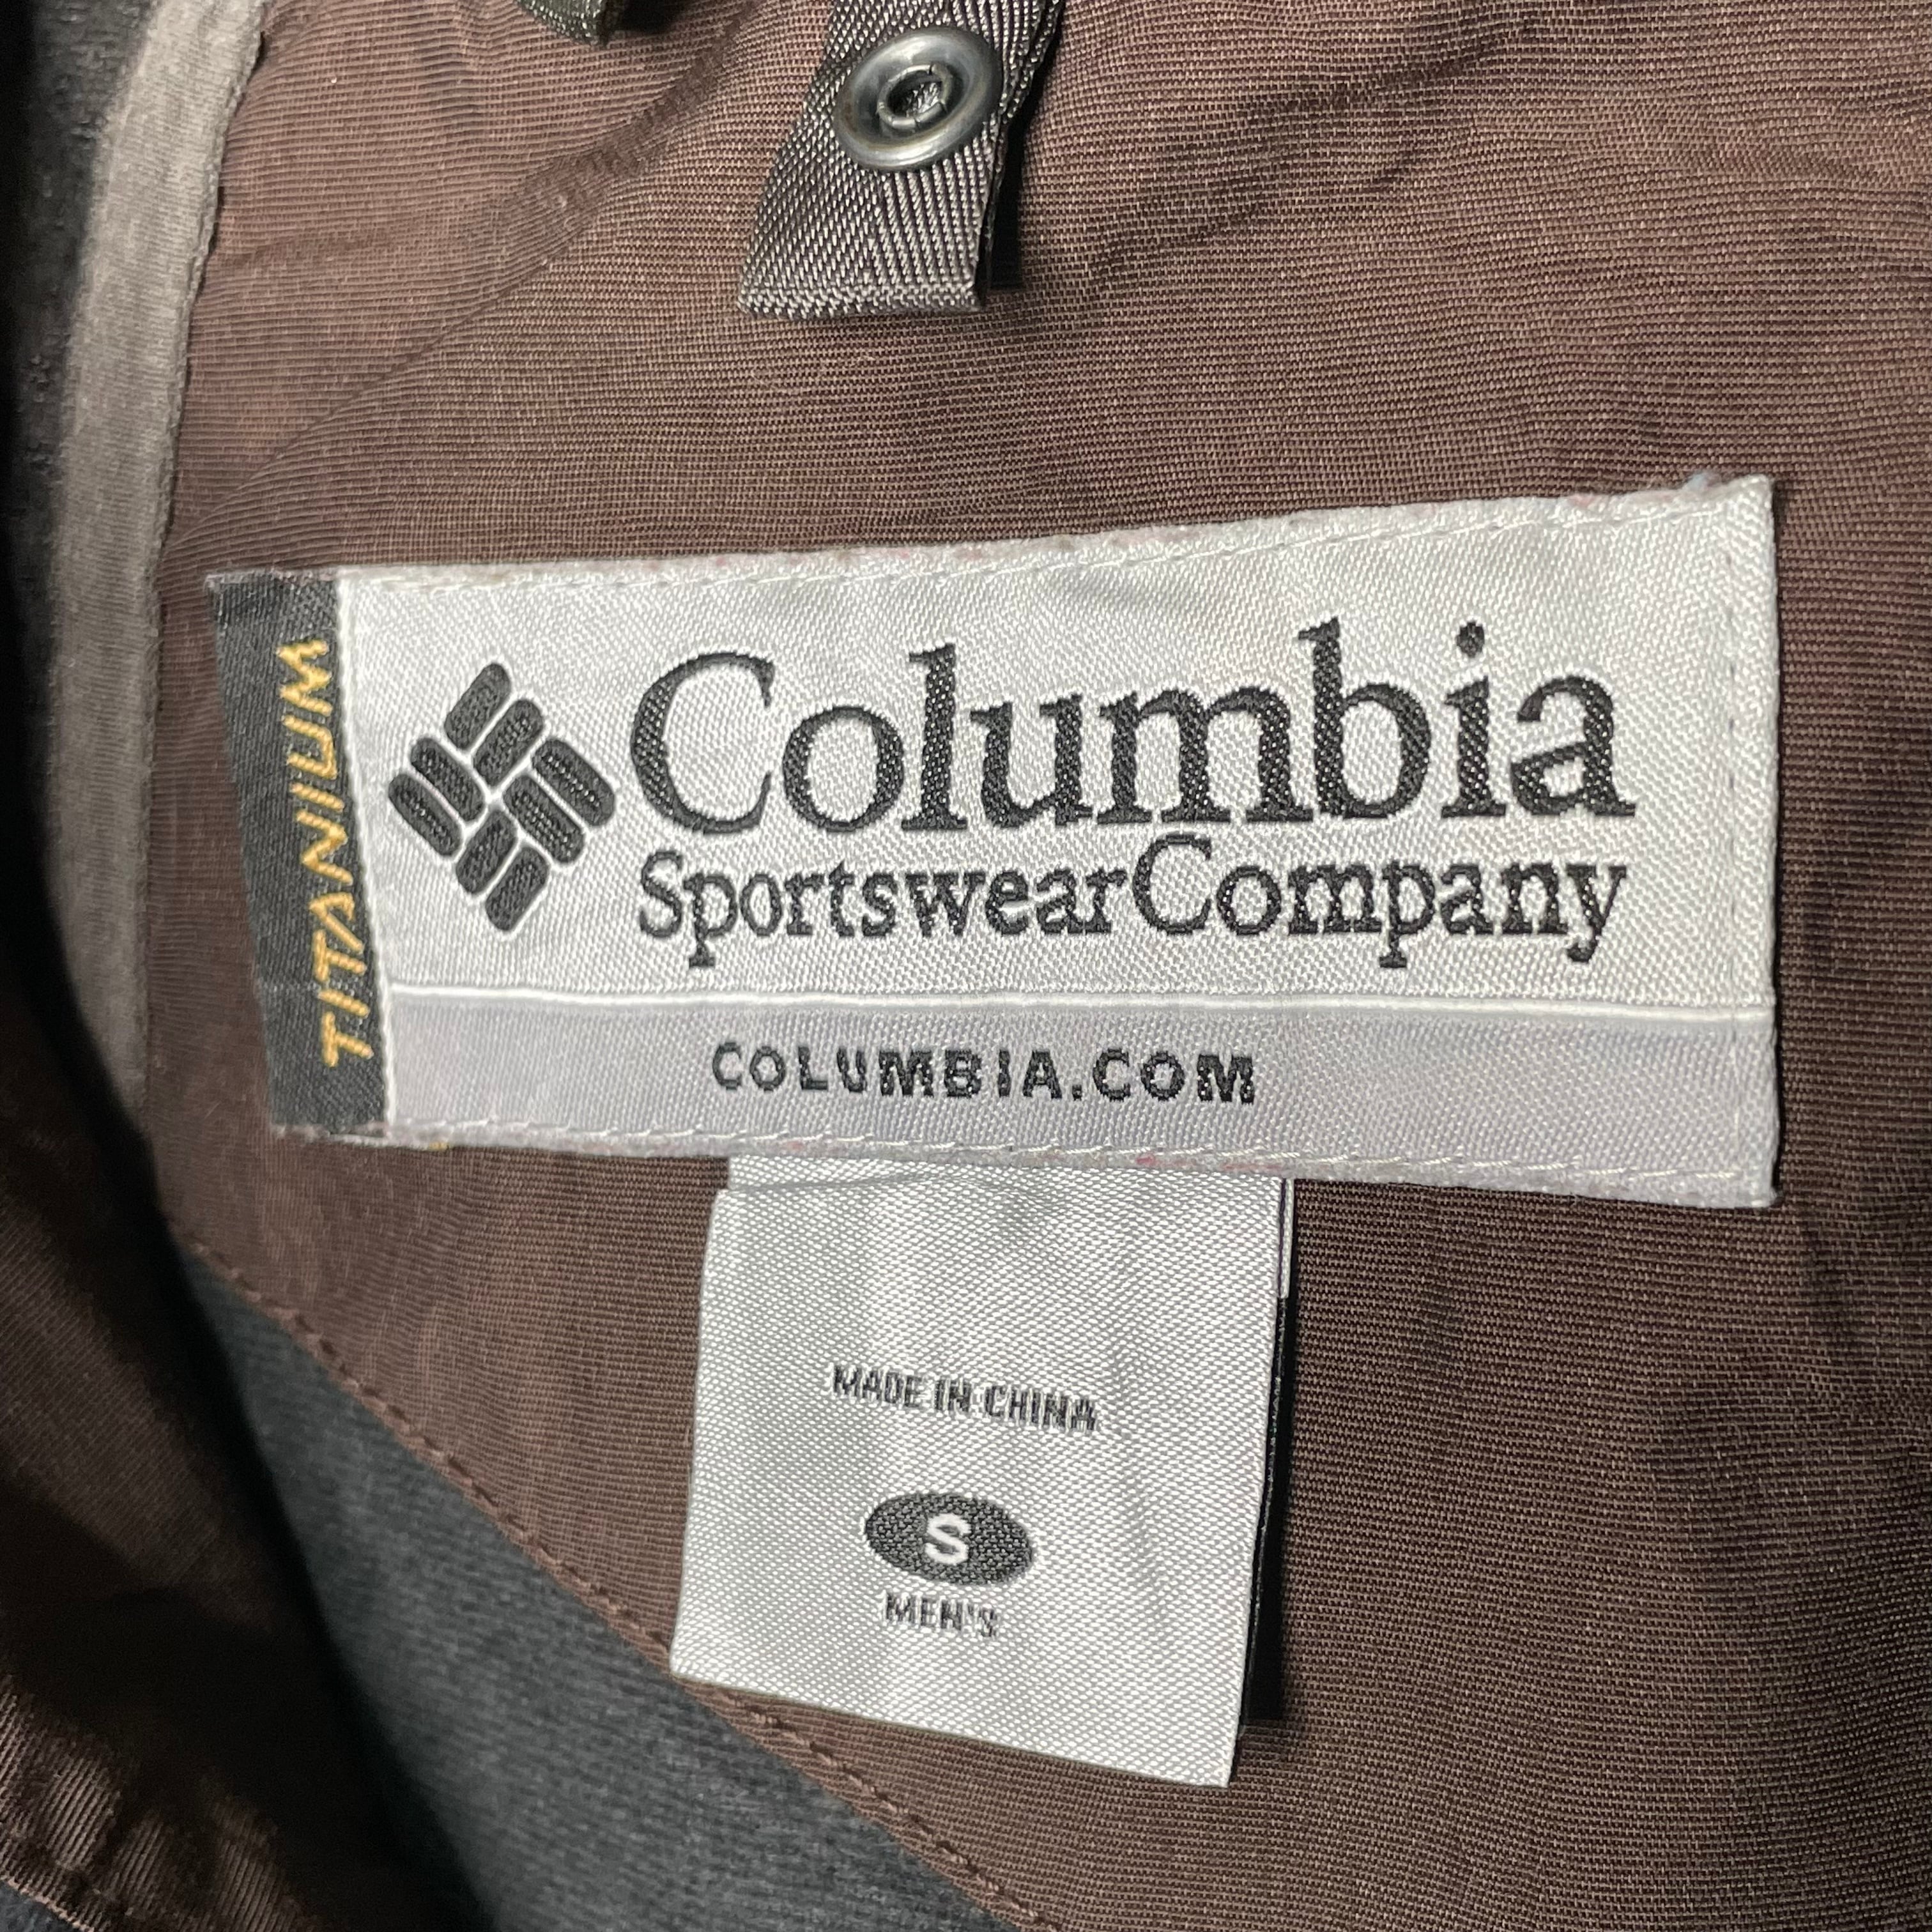 TITANIUM
Columbia
SportswearCompany
COLUMBIA.COM
MADE IN CHINA
S
MEN'S